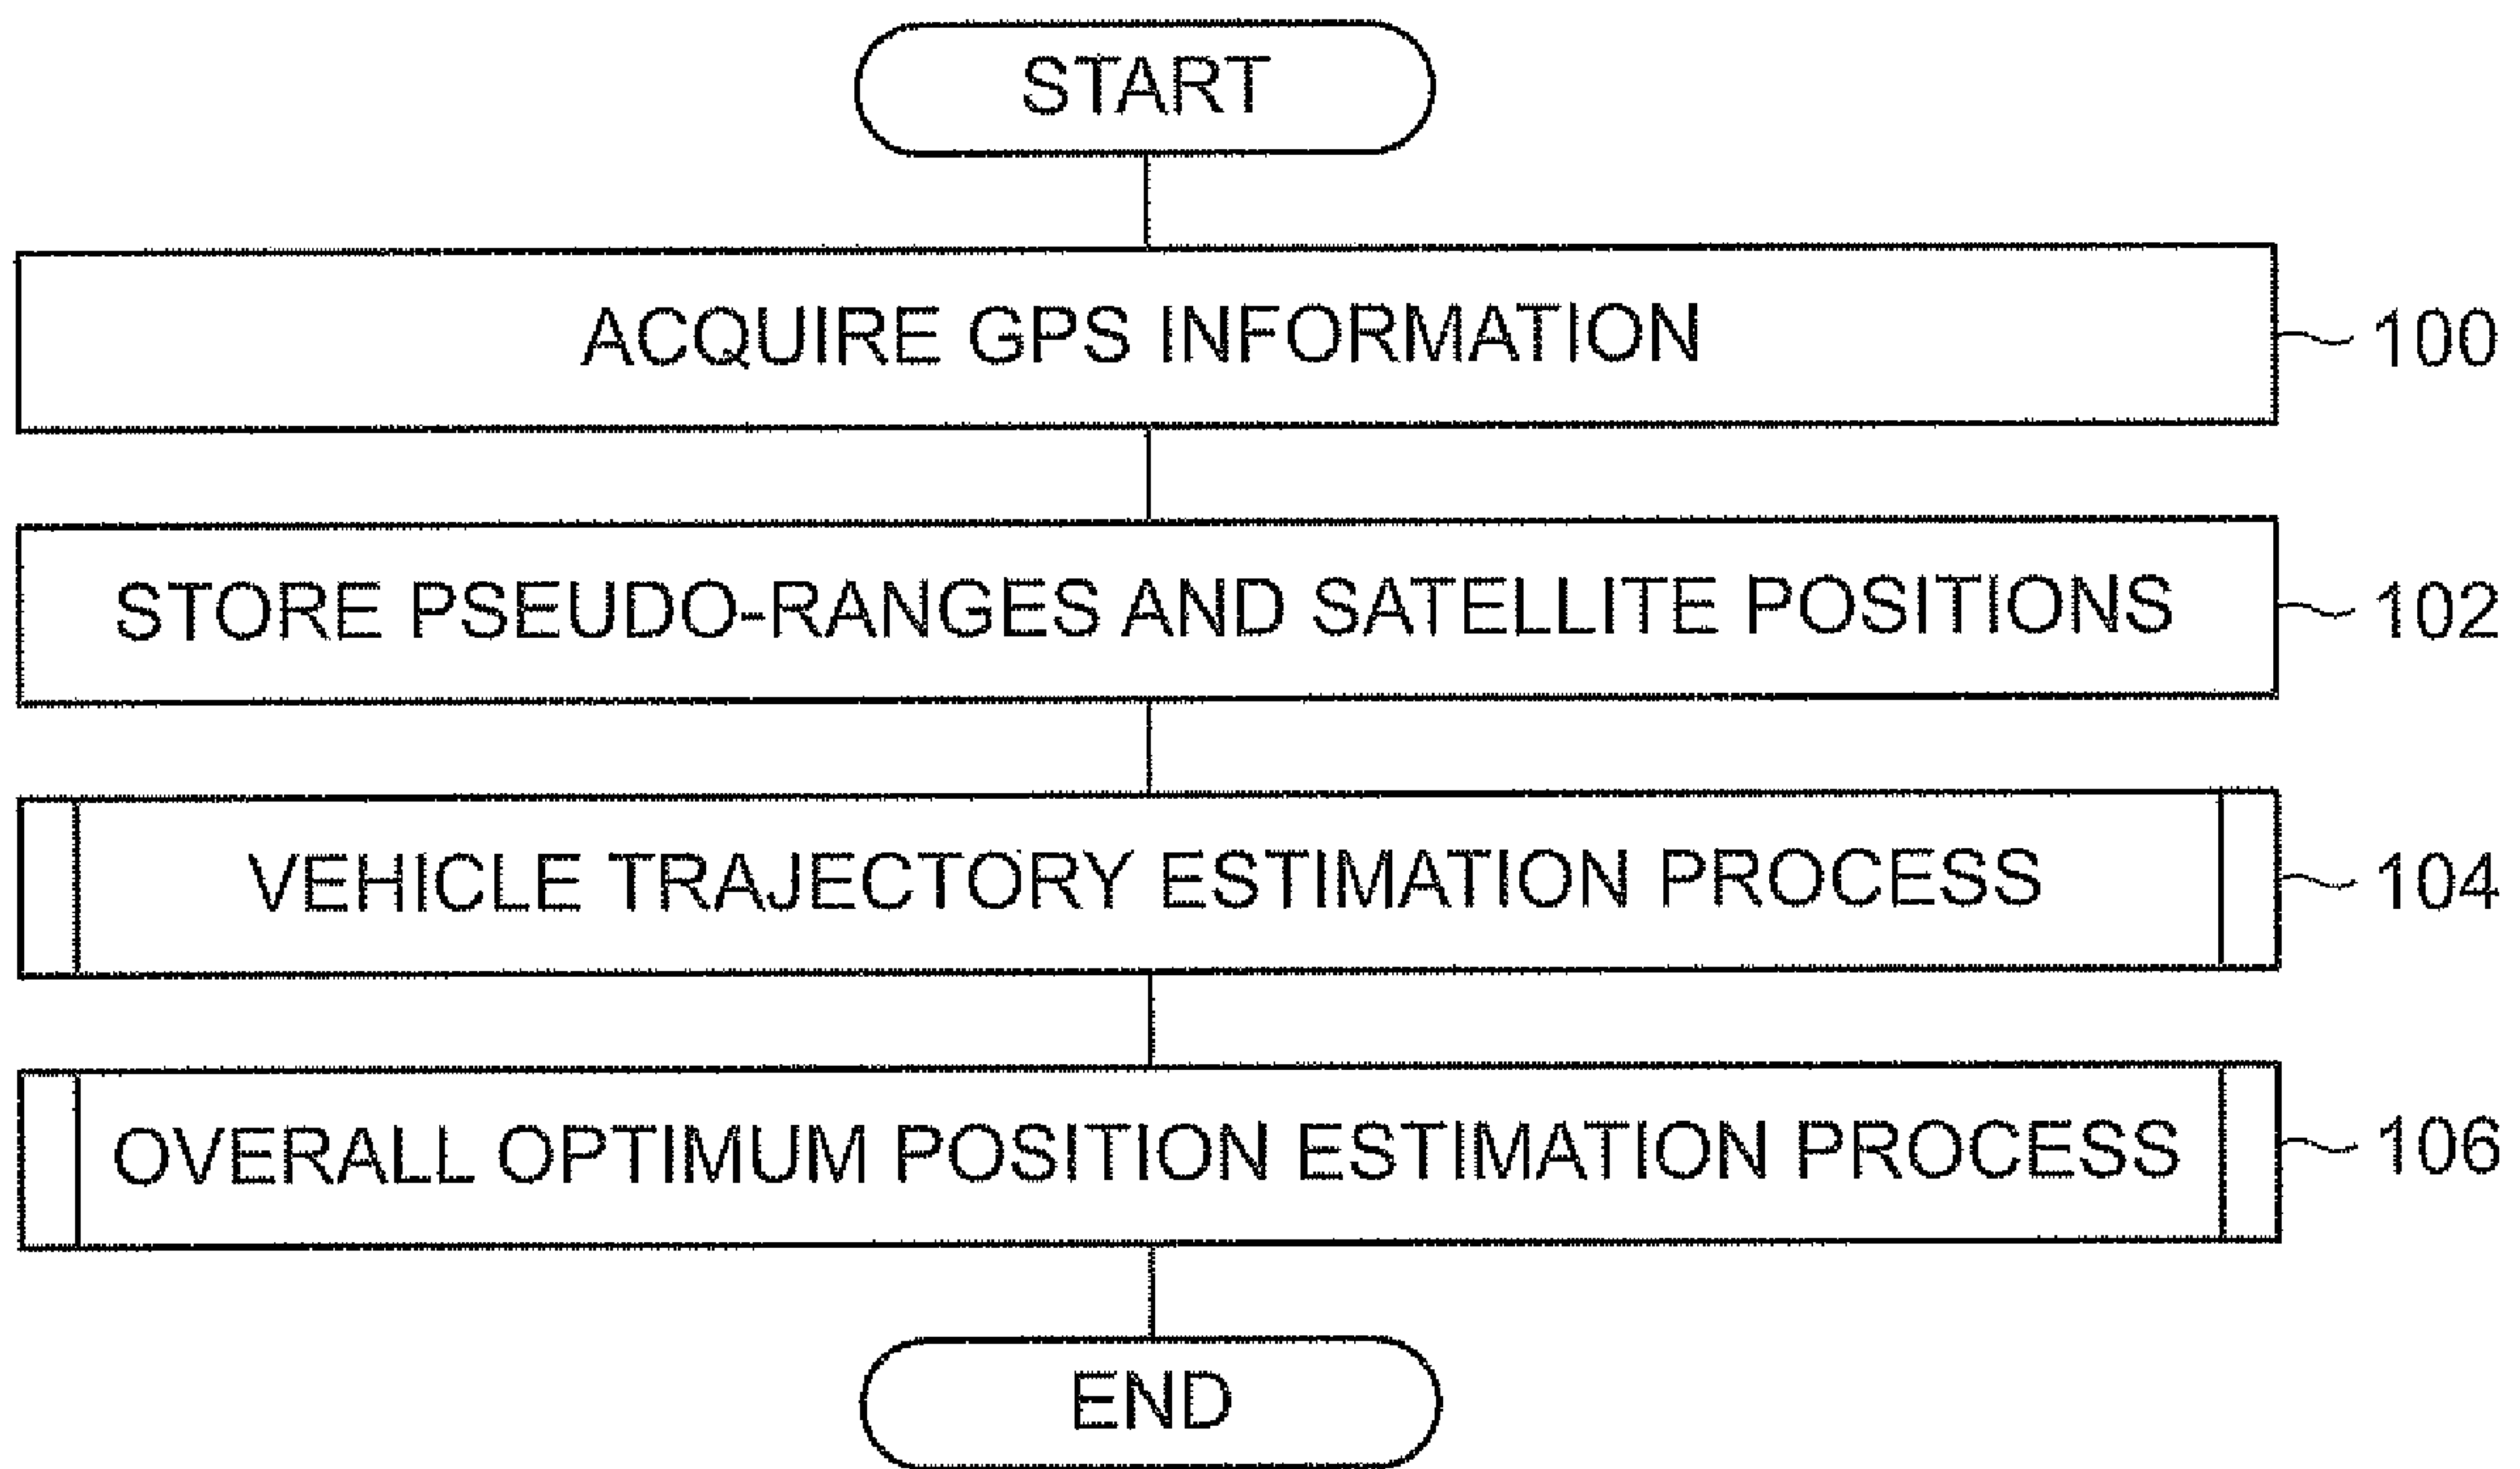 START
ACQUIRE GPS INFORMATION
100
STORE PSEUDO-RANGES AND SATELLITE POSITIONS
102
VEHICLE TRAJECTORY ESTIMATION PROCESS
104
OVERALL OPTIMUM POSITION ESTIMATION PROCESS
106
END